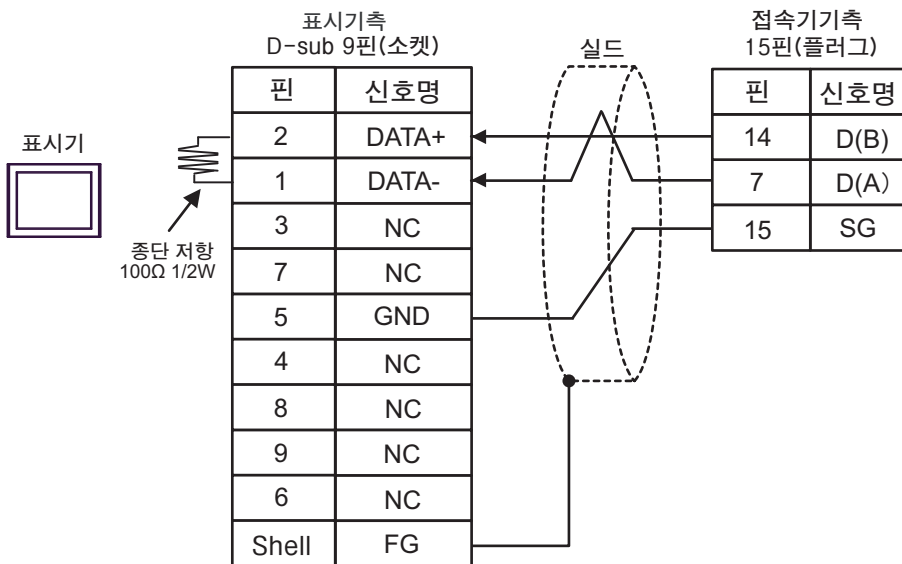 표시기
종단 저항
100Ω 1/2W
표시기측
D-sub 9핀(소켓)
핀 신호명
2 DATA+
1 DATA-
3 NC
7 NC
5 GND
4 NC
8 NC
9 NC
6 NC
Shell FG
실드
접속기기측
15핀(플러그)
핀 신호명
14 D(B)
7 D(A)
15 SG